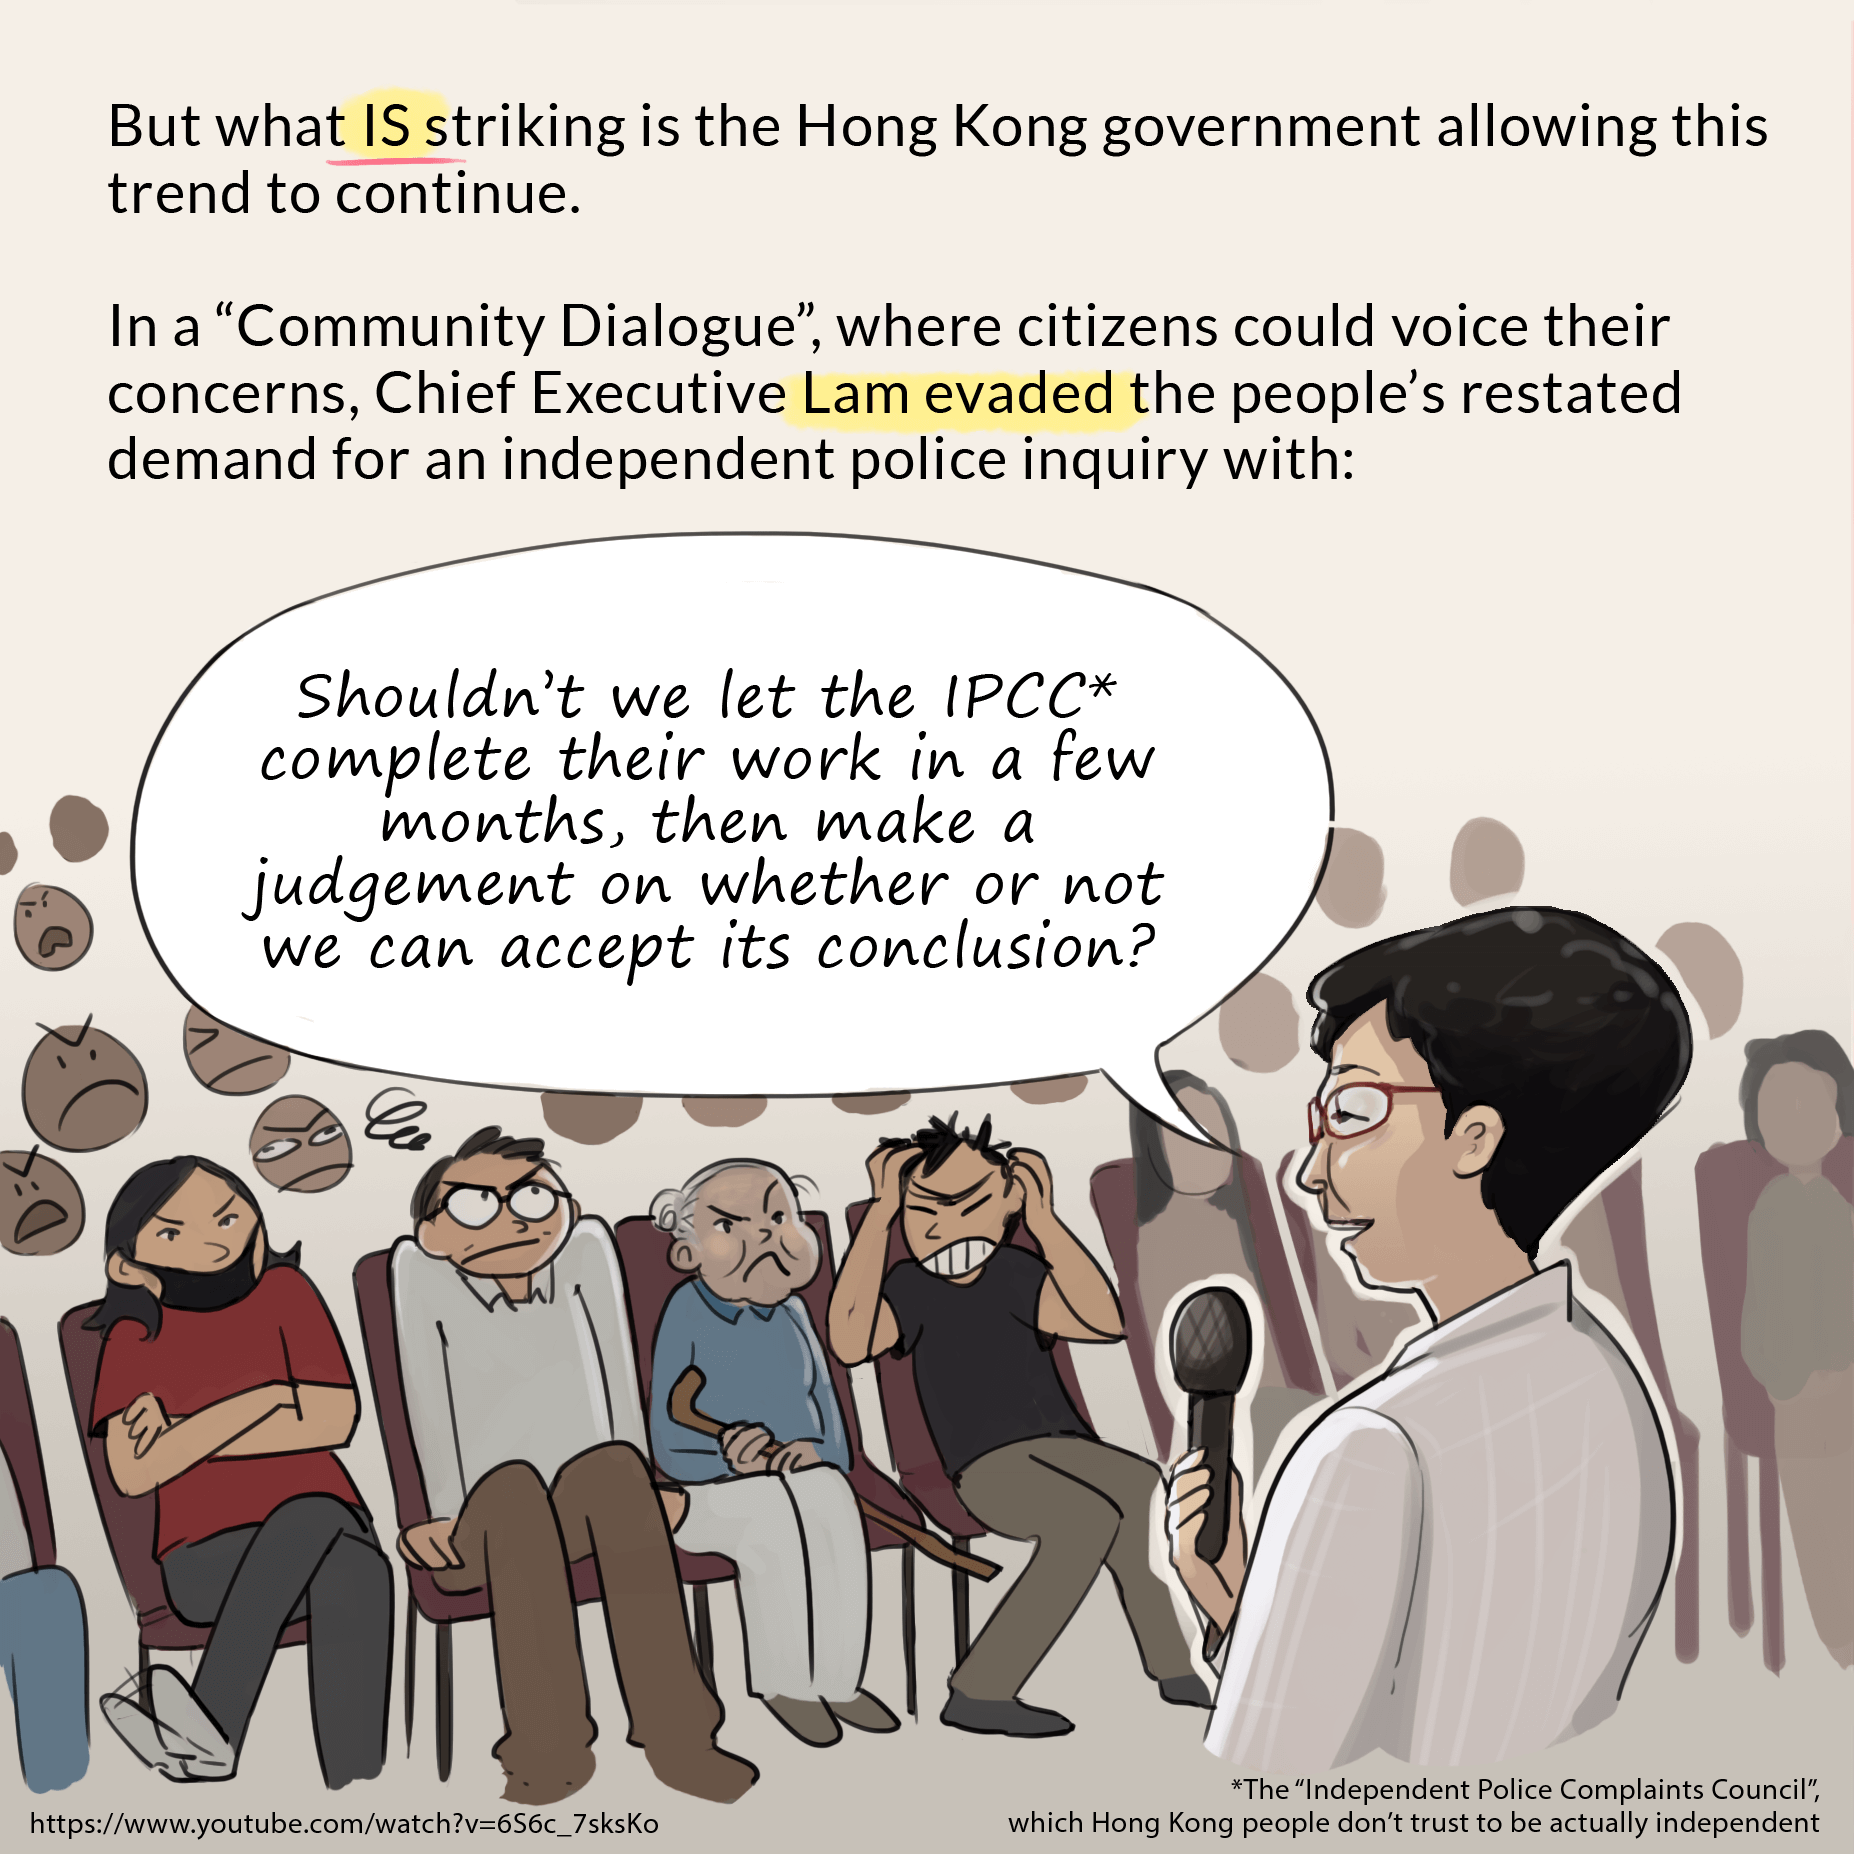 But what IS striking is the Hong Kong government allowing this
trend to continue.
In a “Community Dialogue”, where citizens could voice their
concerns, Chief Executive Lam evaded the people’s restated
demand for an independent police inquiry with:
Shouldn’t we let the IPCC*
complete their work in a few
months, then make a
judgement on whether or not
we can accept its conclusion?
*The “Independent Police Complaints Council”,
which Hong Kong people don’t trust to be actually independent
https://www.youtube.com/watch?v=6S6c_7sksKo